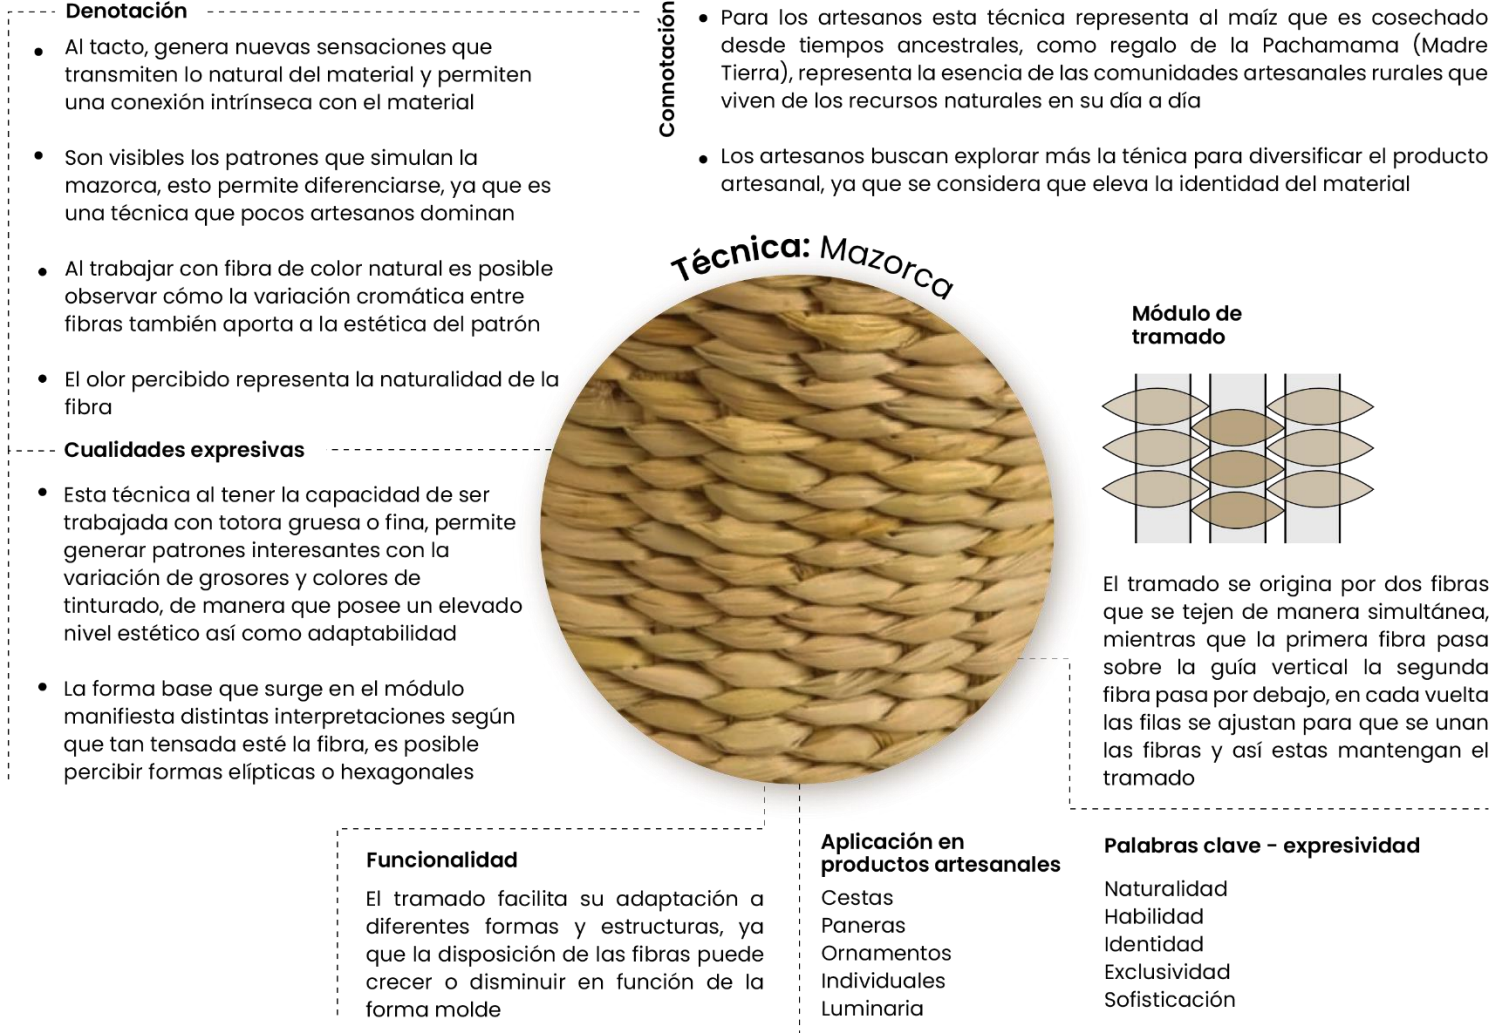 Denotación
Al tacto, genera nuevas sensaciones que
transmiten lo natural del material y permiten
una conexión intrínseca con el material
Son visibles los patrones que simulan la
mazorca, esto permite diferenciarse, ya que es
una técnica que pocos artesanos dominan
Al trabajar con fibra de color natural es posible
observar cómo la variación cromática entre
fibras también aporta a la estética del patrón
El olor percibido representa la naturalidad de la
fibra
Cualidades expresivas
Esta técnica al tener la capacidad de ser
trabajada con totora gruesa o fina, permite
generar patrones interesantes con la
variación de grosores y colores de
tinturado, de manera que posee un elevado
nivel estético así como adaptabilidad
La forma base que surge en el módulo
manifiesta distintas interpretaciones según
que tan tensada esté la fibra, es posible
percibir formas elípticas o hexagonales
Connotación
Para los artesanos esta técnica representa al maíz que es cosechado
desde tiempos ancestrales, como regalo de la Pachamama (Madre
Tierra), representa la esencia de las comunidades artesanales rurales que
viven de los recursos naturales en su día a día
Los artesanos buscan explorar más la ténica para diversificar el producto
artesanal, ya que se considera que eleva la identidad del material
Técnica: Mazorca
Módulo de
tramado
El tramado se origina por dos fibras
que se tejen de manera simultánea,
mientras que la primera fibra pasa
sobre la guía vertical la segunda
fibra pasa por debajo, en cada vuelta
las filas se ajustan para que se unan
las fibras y así estas mantengan el
tramado
Funcionalidad
El tramado facilita su adaptación a
diferentes formas y estructuras, ya
que la disposición de las fibras puede
crecer o disminuir en función de la
forma molde
Aplicación en
productos artesanales
Cestas
Paneras
Ornamentos
Individuales
Luminaria
Palabras clave - expresividad
Naturalidad
Habilidad
Identidad
Exclusividad
Sofisticación